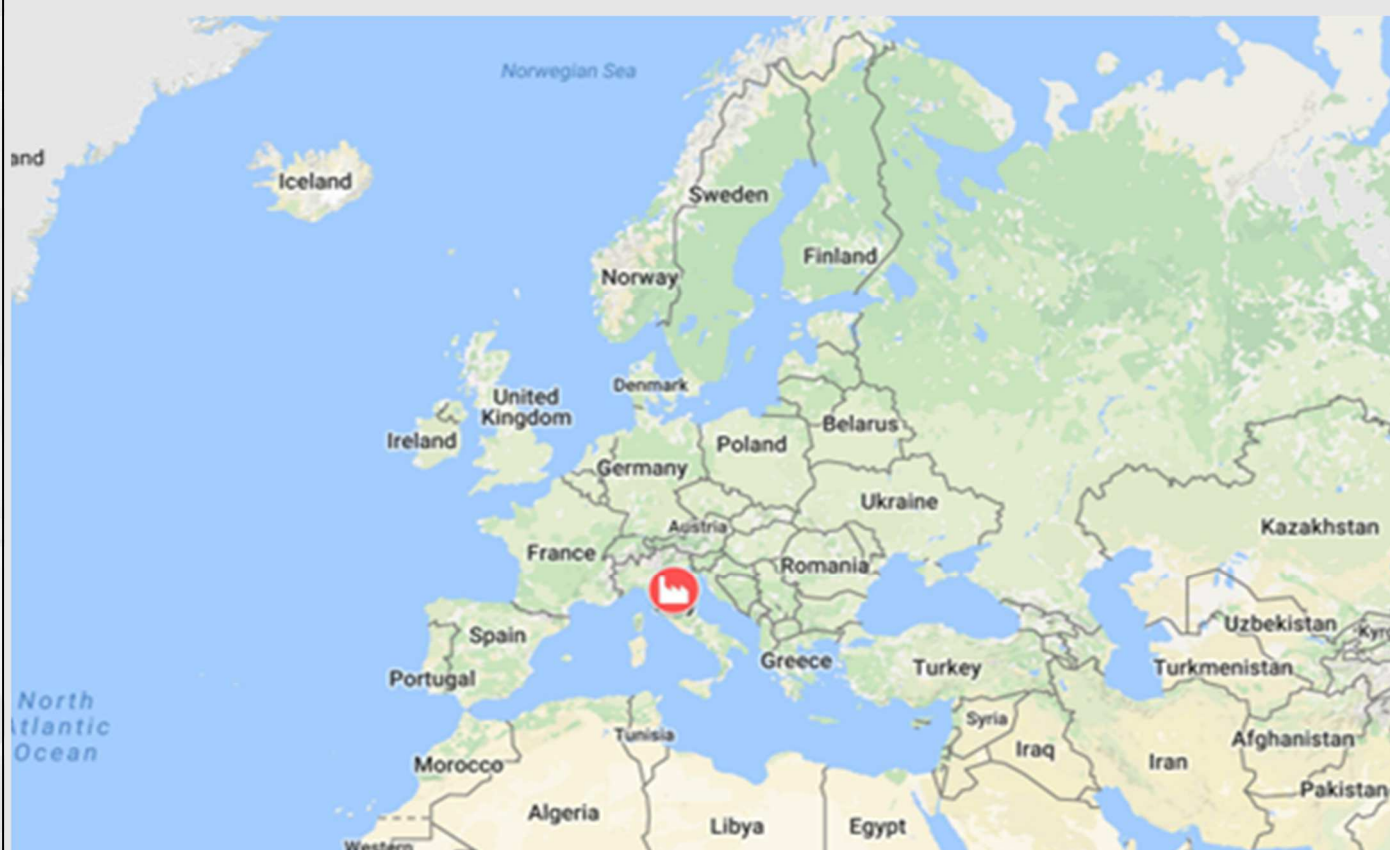 Norwegian Sea
and
Iceland
Sweden
Finland
Norway
Denmark
United
Kingdom
Belarus
Ireland
Poland
Germany
Ukraine
Austria
Kazakhstan
France
Romania
Uzbekistan
Kyr
Spain
Greece
Turkey
Turkmenistan
Portugal
North
Atlantic
Ocean
Syria
Tunisia
Afghanistan
Iraq
Iran
Morocco
Pakistan
Algeria
Libya
Egypt
Western